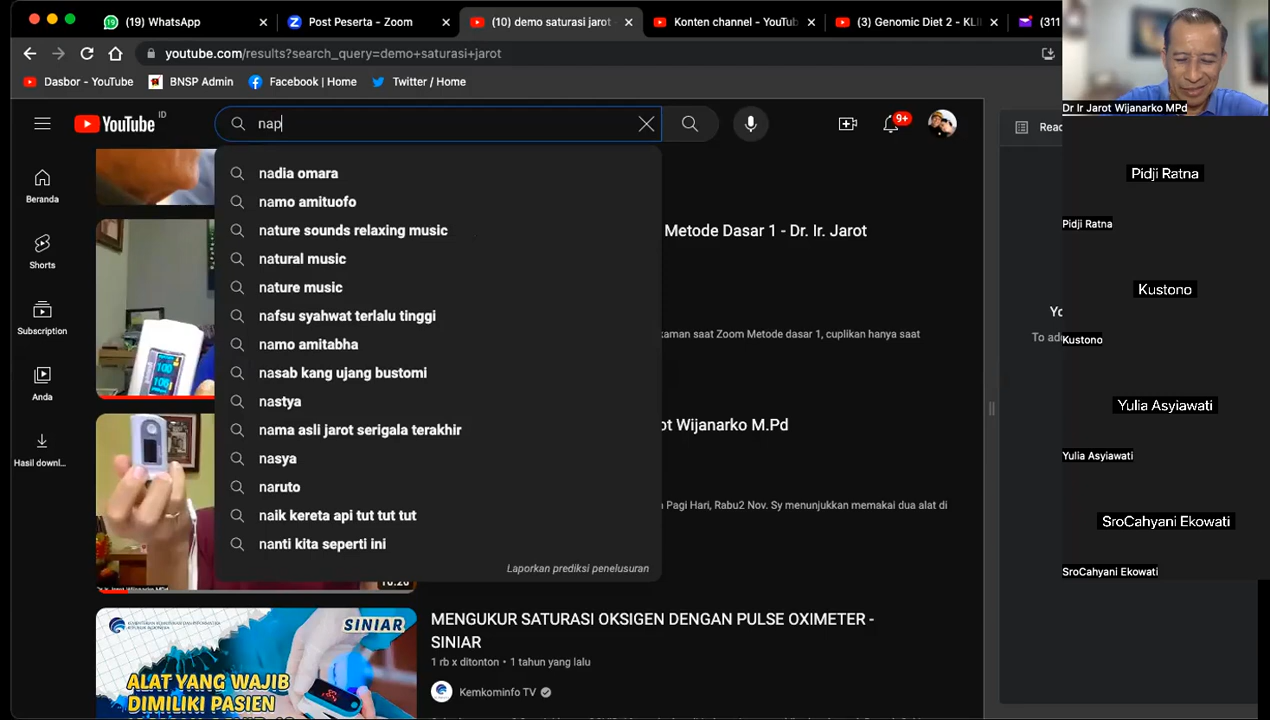 (19) WhatsApp
Post Peserta – Zoom
(10) demo saturasi jarot
Konten channel - YouTu
(3) Genomic Diet 2 - KLI
(311
youtube.com/results?search_query=demo+saturasi+jarot
Dasbor - YouTube
BNSP Admin
Facebook | Home
Twitter / Home
Dr Ir Jarot Wijanarko MPd
YouTube ID
nap
9+
Reac
Beranda
Shorts
Subscription
Anda
Hasil downl...
nadia omara
namo amituofo
nature sounds relaxing music
natural music
nature music
nafsu syahwat terlalu tinggi
namo amitabha
nasab kang ujang bustomi
nastya
nama asli jarot serigala terakhir
nasya
naruto
naik kereta api tut tut tut
nanti kita seperti ini
Laporkan prediksi penelusuran
Metode Dasar 1 - Dr. Ir. Jarot
kaman saat Zoom Metode dasar 1, cuplikan hanya saat
ot Wijanarko M.Pd
n Pagi Hari, Rabu2 Nov. Sy menunjukkan memakai dua alat di
Yo
To add
Pidji Ratna
Pidji Ratna
Kustono
Kustono
Yulia Asyiawati
Yulia Asyiawati
SroCahyani Ekowati
SroCahyani Ekowati
100
100
SINIAR
ALAT YANG WAJIB
DIMILIKI PASIEN
MENGUKUR SATURASI OKSIGEN DENGAN PULSE OXIMETER -
SINIAR
1 rb x ditonton • 1 tahun yang lalu
Kemkominfo TV